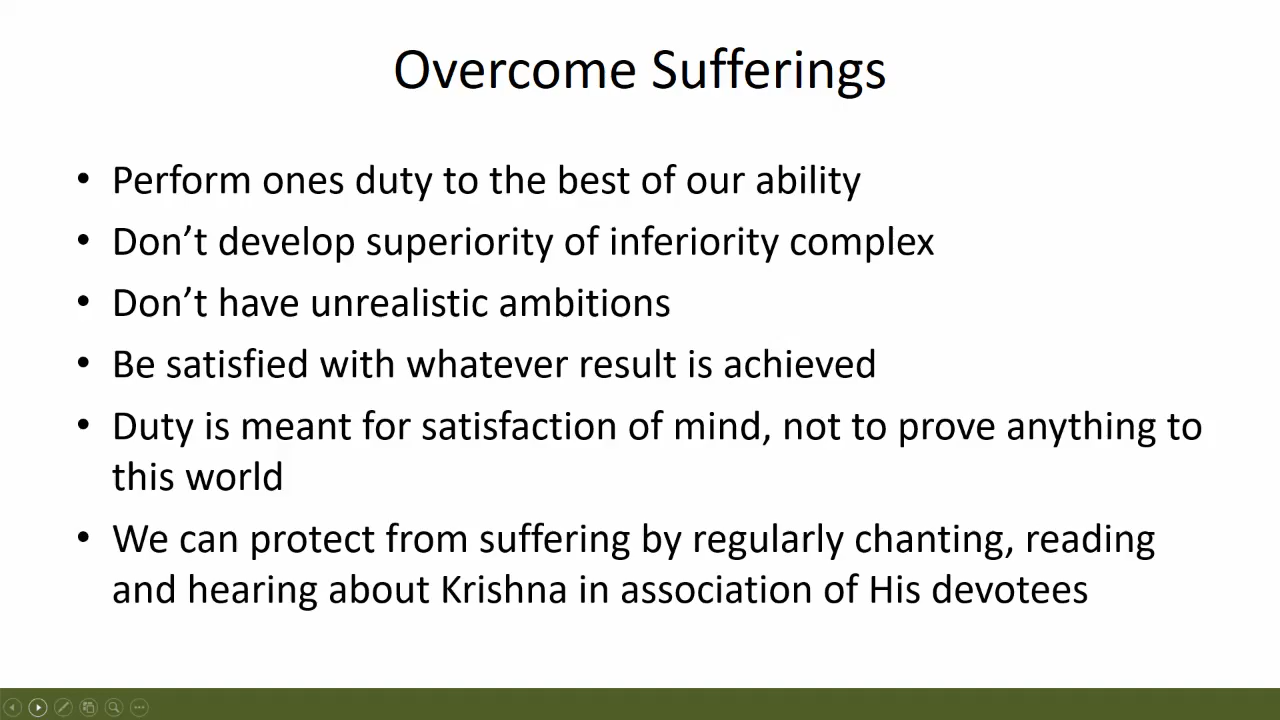 Overcome Sufferings
• Perform ones duty to the best of our ability
• Don’t develop superiority of inferiority complex
• Don’t have unrealistic ambitions
• Be satisfied with whatever result is achieved
• Duty is meant for satisfaction of mind, not to prove anything to
this world
• We can protect from suffering by regularly chanting, reading
and hearing about Krishna in association of His devotees